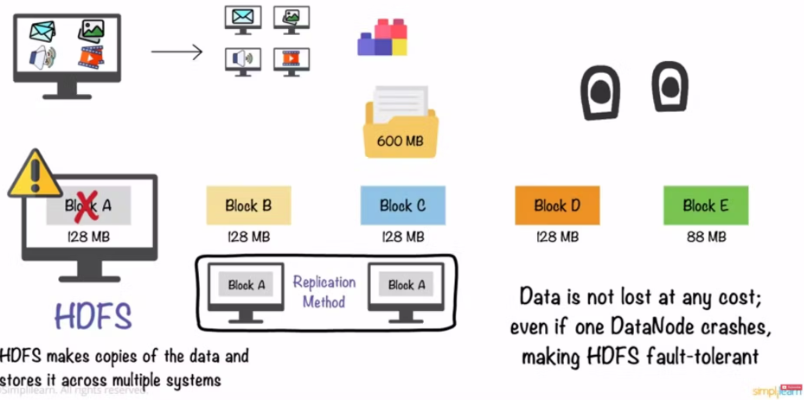 600 MB
Block A
128 MB
Block B
128 MB
Block C
128 MB
Block D
128 MB
Block E
88 MB
Block A
Replication
Method
Block A
HDFS
HDFS makes copies of the data and
stores it across multiple systems
Data is not lost at any cost;
even if one DataNode crashes,
making HDFS fault-tolerant
Simplilearn. All rights reserved.
simplilearn